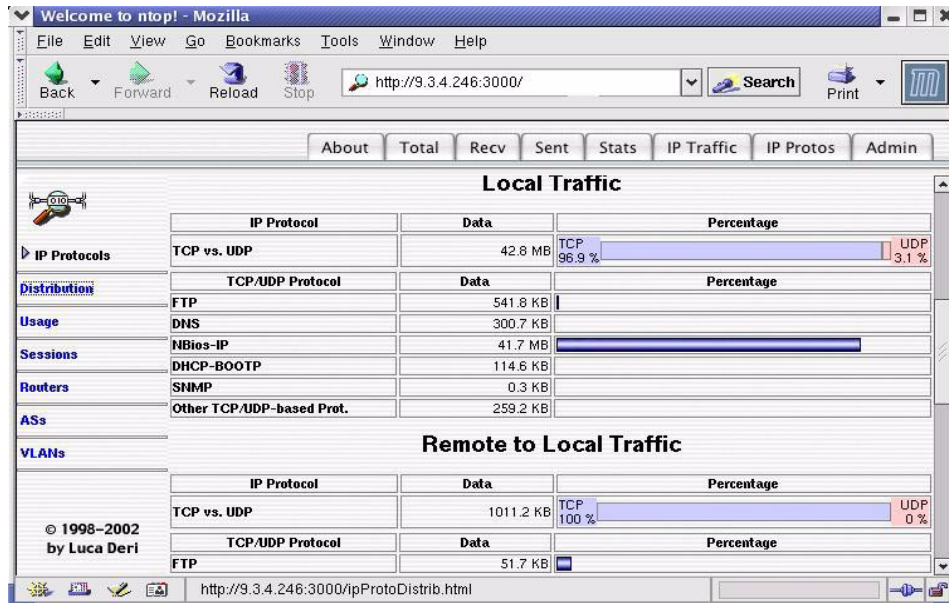 Welcome to ntop! - Mozilla
File Edit View Go Bookmarks Tools Window Help
Back Forward Reload Stop http://9.3.4.246:3000/ Search Print
About Total Recv Sent Stats IP Traffic IP Protos Admin
IP Protocols
Distribution
Usage
Sessions
Routers
ASs
VLANs
© 1998-2002
by Luca Deri
Local Traffic
IP Protocol Data Percentage
TCP vs. UDP 42.8 MB TCP 96.9 % UDP 3.1 %
TCP/UDP Protocol Data Percentage
FTP 541.8 KB
DNS 300.7 KB
NBios-IP 41.7 MB
DHCP-BOOTP 114.6 KB
SNMP 0.3 KB
Other TCP/UDP-based Prot. 259.2 KB
Remote to Local Traffic
IP Protocol Data Percentage
TCP vs. UDP 1011.2 KB TCP 100 % UDP 0 %
TCP/UDP Protocol Data Percentage
FTP 51.7 KB
http://9.3.4.246:3000/ipProtoDistrib.html